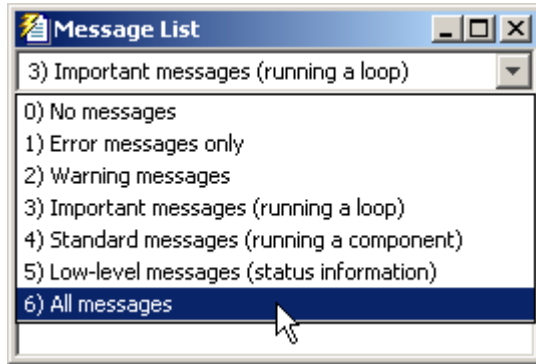 Message List
3) Important messages (running a loop)
0) No messages
1) Error messages only
2) Warning messages
3) Important messages (running a loop)
4) Standard messages (running a component)
5) Low-level messages (status information)
6) All messages